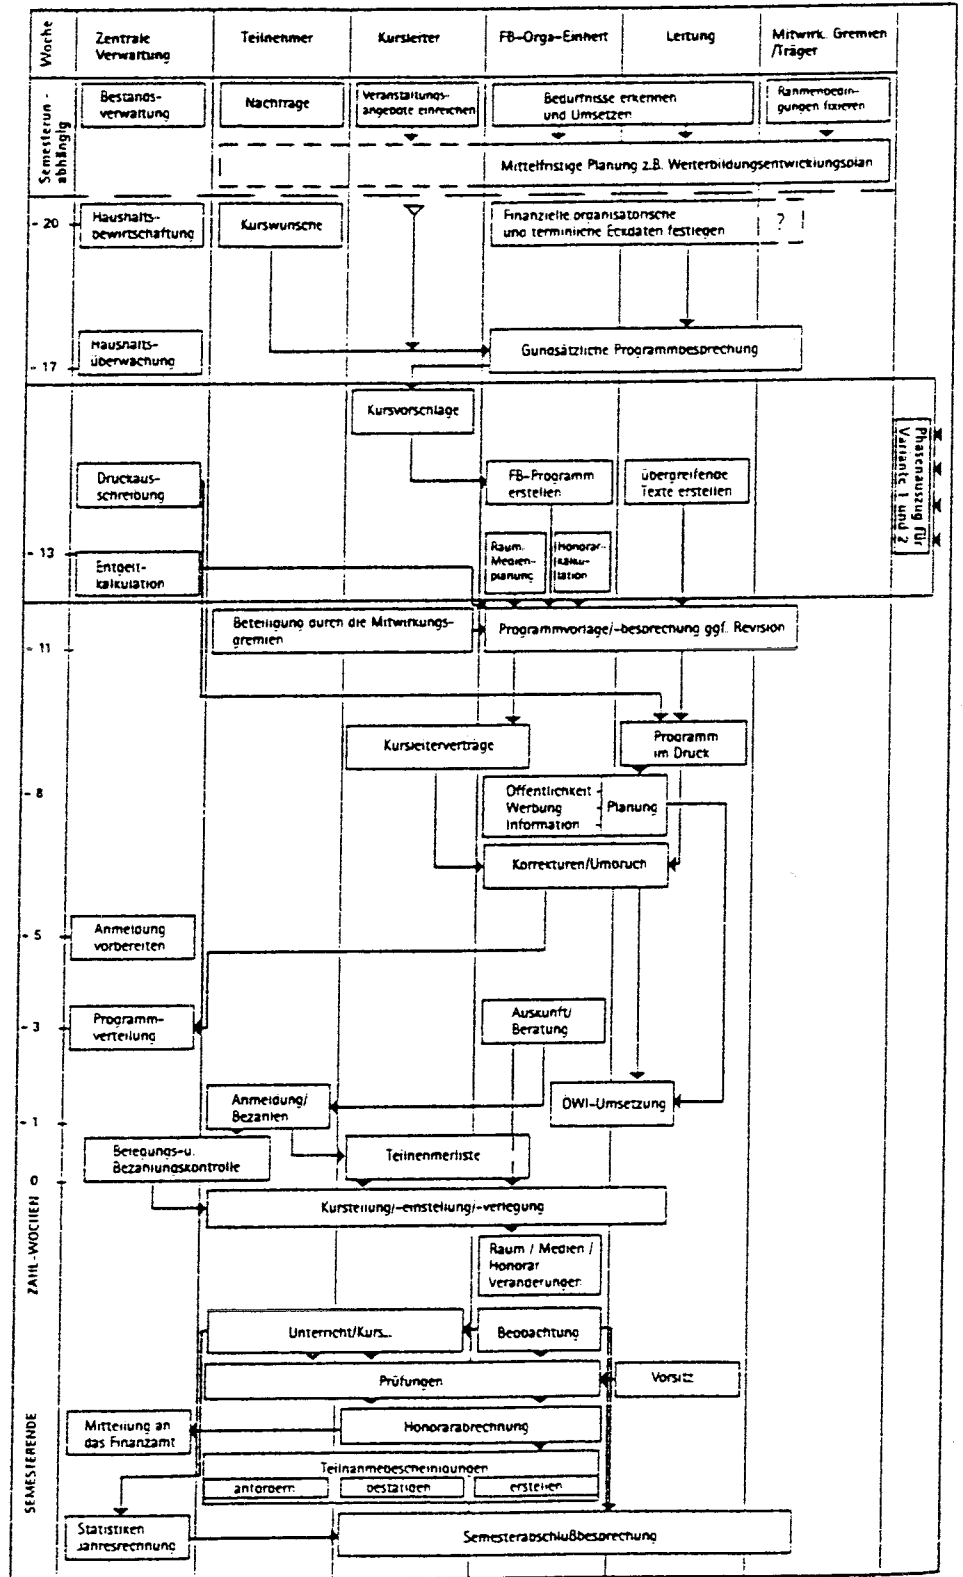 Woche
Zentrale
Verwaltung
Teilnehmer
Kursleiter
FB-Orga-Einheit
Leitung
Mitwirk. Gremien
/Träger
Semesterun-
abhängig
Bestands-
verwaltung
Nachfrage
Veranstaltungs-
angebote einreichen
Bedürfnisse erkennen
und Umsetzen
Rahmenbedin-
gungen fixieren
Mittelfristige Planung z.B. Weiterbildungsentwicklungsplan
- 20
Haushalts-
bewirtschaftung
Kurswünsche
Finanzielle organisatorische
und terminliche Eckdaten festlegen
?
Haushalts-
überwachung
Gundsätzliche Programmbesprechung
- 17
Kursvorschläge
Phasenauszug für
Variante 1 und 2
Druckaus-
schreibung
FB-Programm
erstellen
übergreifende
Texte erstellen
- 13
Entgelt-
kalkulation
Raum,
Medien-
planung
Honorar-
kalku-
lation
Beteiligung durch die Mitwirkungs-
gremien
Programmvorlage/-besprechung ggf. Revision
- 11
Kursleiterverträge
Programm
im Druck
- 8
Öffentlichkeit
Werbung
Information
Planung
Korrekturen/Umbruch
- 5
Anmeldung
vorbereiten
- 3
Programm-
verteilung
Auskunft/
Beratung
Anmeldung/
Bezahlen
ÖWI-Umsetzung
- 1
Belegungs-u.
Bezahlungskontrolle
Teilnehmerliste
0
Kursteilung/-einstellung/-verlegung
ZAHL-WOCHEN
Raum / Medien /
Honorar
Veränderungen
Unterricht/Kurs...
Beobachtung
Prüfungen
Vorsitz
SEMESTERENDE
Mitteilung an
das Finanzamt
Honorarabrechnung
Teilnahmebescheinigungen
anfordern
bestätigen
erstellen
Statistiken
Jahresrechnung
Semesterabschlußbesprechung